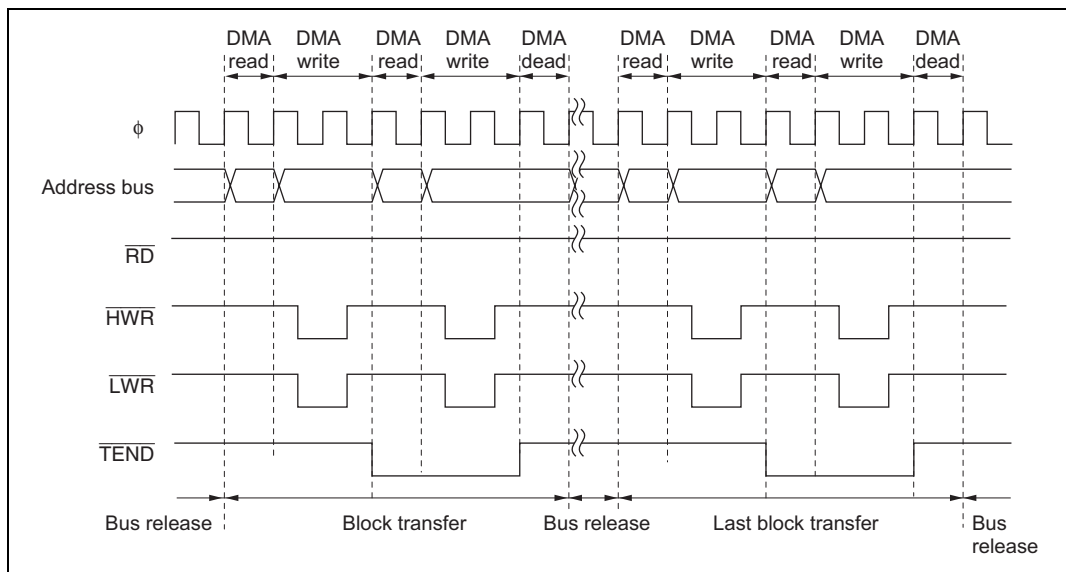 DMA read DMA write DMA read DMA write DMA dead DMA read DMA write DMA read DMA write DMA dead
φ
Address bus
RD
HWR
LWR
TEND
Bus release Block transfer Bus release Last block transfer Bus release